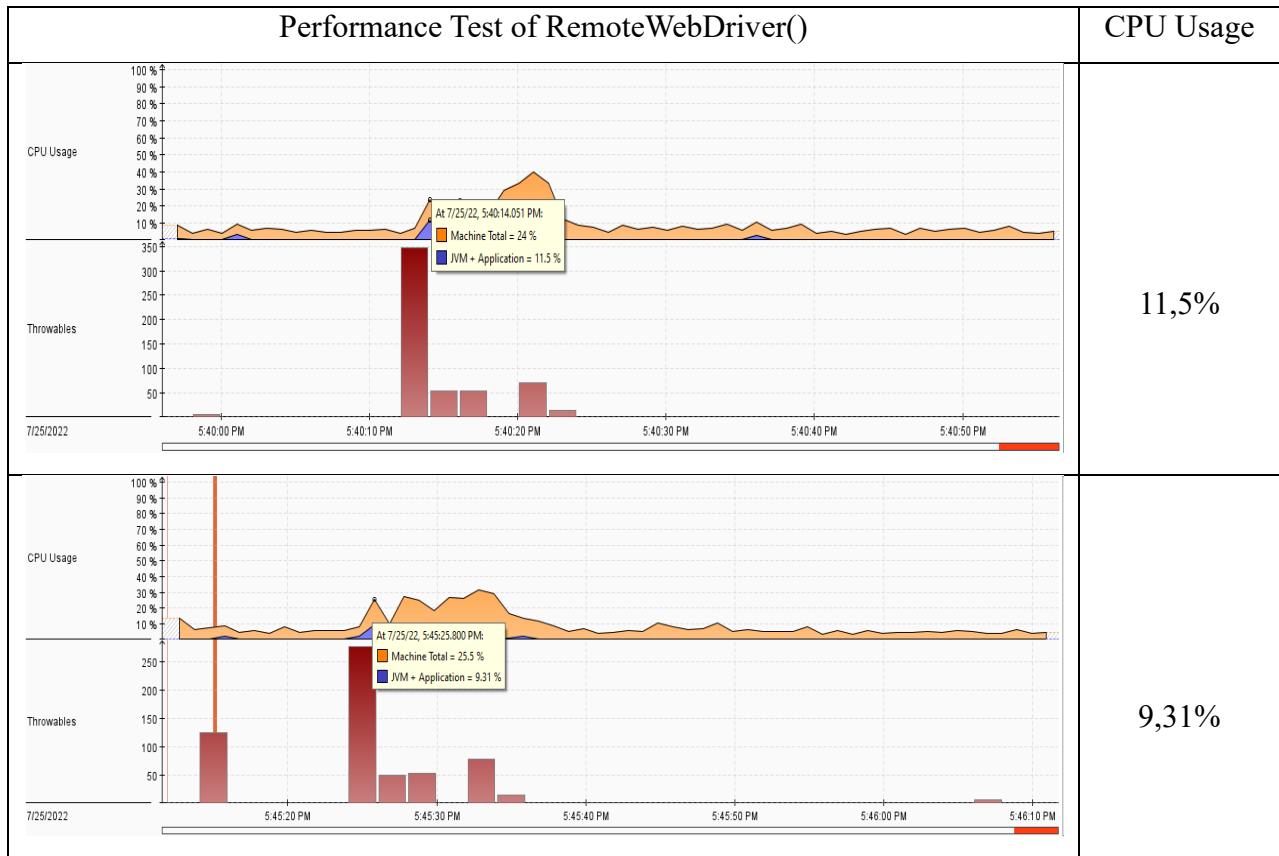 Performance Test of RemoteWebDriver()
CPU Usage
100 %
90 %
80 %
70 %
60 %
50 %
40 %
30 %
20 %
10 %
CPU Usage
At 7/25/22, 5:40:14.051 PM:
Machine Total = 24 %
JVM + Application = 11.5 %
350
300
250
200
150
100
50
Throwables
7/25/2022
5:40:00 PM
5:40:10 PM
5:40:20 PM
5:40:30 PM
5:40:40 PM
5:40:50 PM
11,5%
100 %
90 %
80 %
70 %
60 %
50 %
40 %
30 %
20 %
10 %
CPU Usage
At 7/25/22, 5:45:25.800 PM:
Machine Total = 25.5 %
JVM + Application = 9.31 %
250
200
150
100
50
Throwables
7/25/2022
5:45:20 PM
5:45:30 PM
5:45:40 PM
5:45:50 PM
5:46:00 PM
5:46:10 PM
9,31%